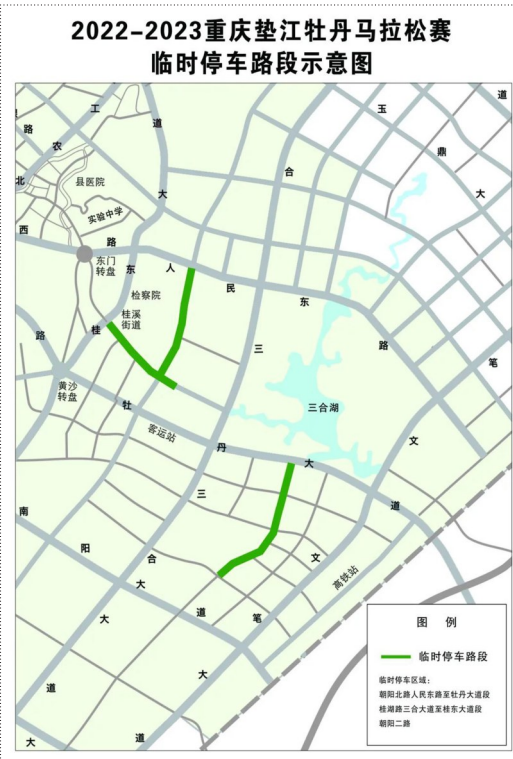 2022-2023重庆垫江牡丹马拉松赛
临时停车路段示意图
工
道
玉
道
路
农
鼎
北
县医院
合
大
大
实验中学
西
路
东门
转盘
东
人
民
检察院
东
桂溪
街道
桂
路
路
三
笔
黄沙
转盘
三合湖
牡
客运站
丹
文
大
三
道
南
阳
合
文
高铁站
大
大
道
笔
大
道
道
大
图 例
临时停车路段
临时停车区域：
朝阳北路人民东路至牡丹大道段
桂湖路三合大道至桂东大道段
朝阳二路